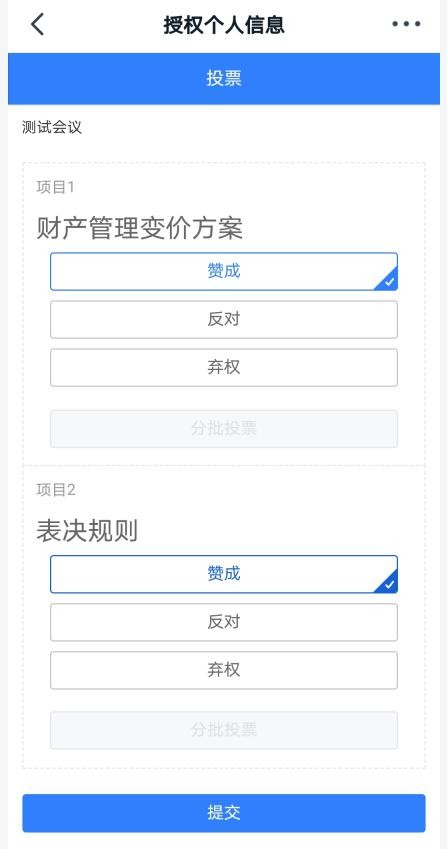 授权个人信息
投票
测试会议
项目1
财产管理变价方案
赞成
反对
弃权
分批投票
项目2
表决规则
赞成
反对
弃权
分批投票
提交